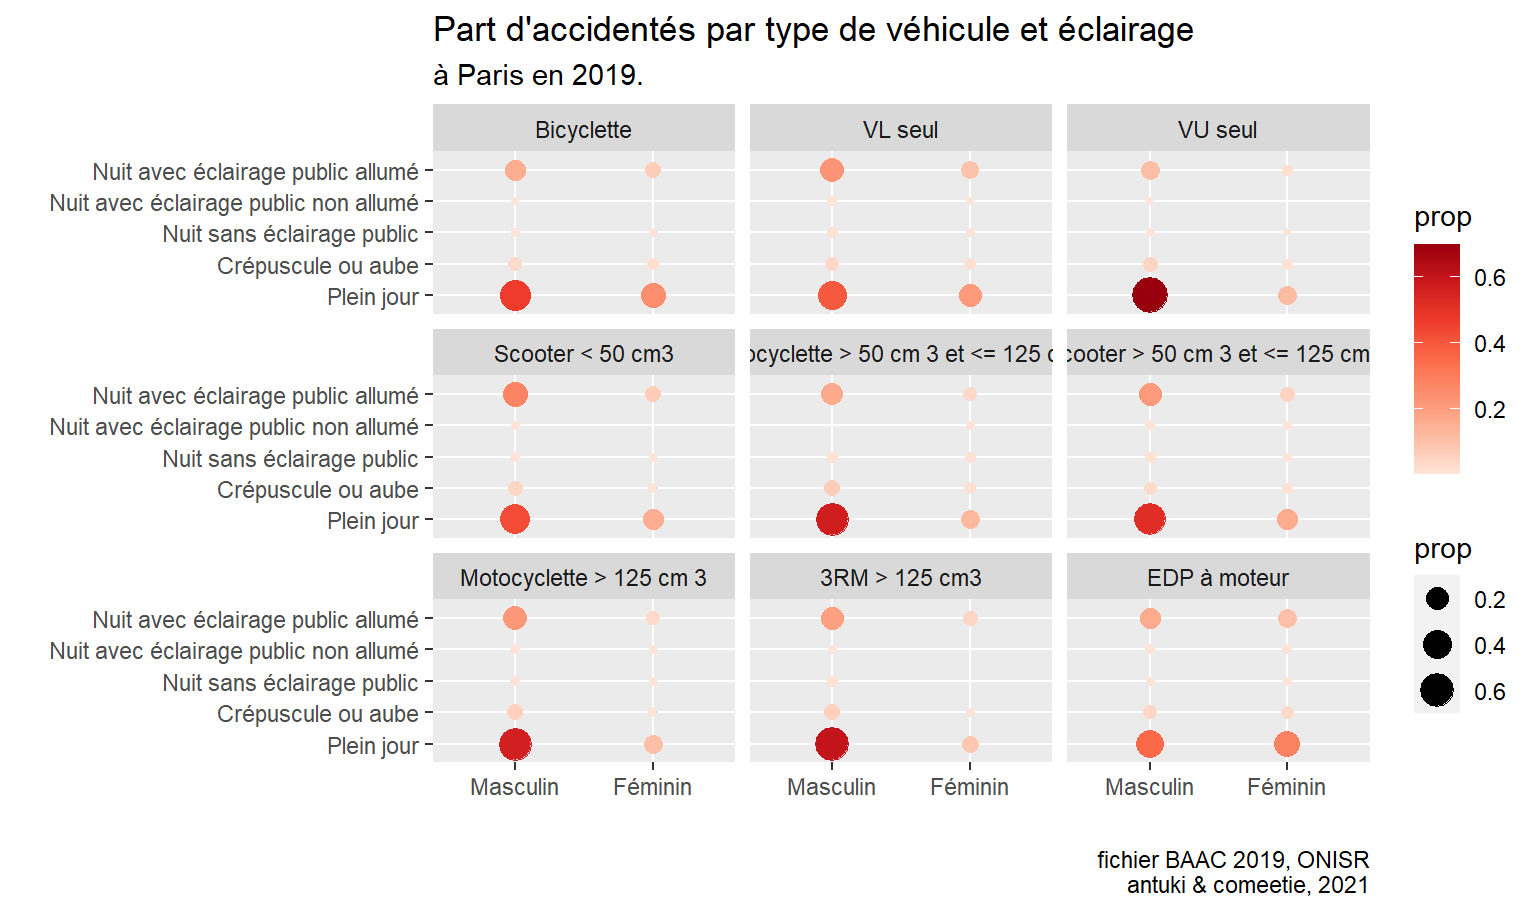 Part d'accidentés par type de véhicule et éclairage
à Paris en 2019.
Bicyclette
VL seul
VU seul
Nuit avec éclairage public allumé
Nuit avec éclairage public non allumé
Nuit sans éclairage public
Crépuscule ou aube
Plein jour
Scooter < 50 cm3
ocyclette > 50 cm 3 et <= 125 c
cooter > 50 cm 3 et <= 125 cm
Nuit avec éclairage public allumé
Nuit avec éclairage public non allumé
Nuit sans éclairage public
Crépuscule ou aube
Plein jour
Motocyclette > 125 cm 3
3RM > 125 cm3
EDP à moteur
Nuit avec éclairage public allumé
Nuit avec éclairage public non allumé
Nuit sans éclairage public
Crépuscule ou aube
Plein jour
Masculin
Féminin
Masculin
Féminin
Masculin
Féminin
prop
0.6
0.4
0.2
prop
0.2
0.4
0.6
fichier BAAC 2019, ONISR
antuki & comeetie, 2021